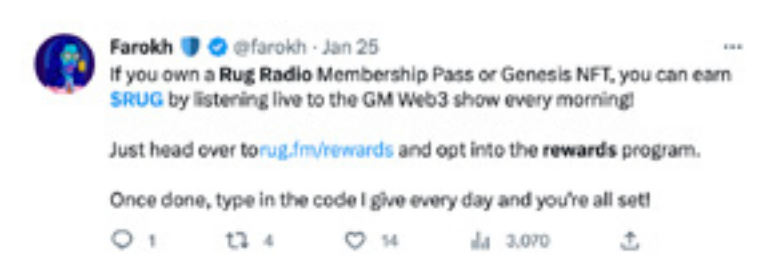 Farokh @farokh · Jan 25
If you own a Rug Radio Membership Pass or Genesis NFT, you can earn
$RUG by listening live to the GM Web3 show every morning!
Just head over torug.fm/rewards and opt into the rewards program.
Once done, type in the code I give every day and you're all set!
1 4 14 3,070